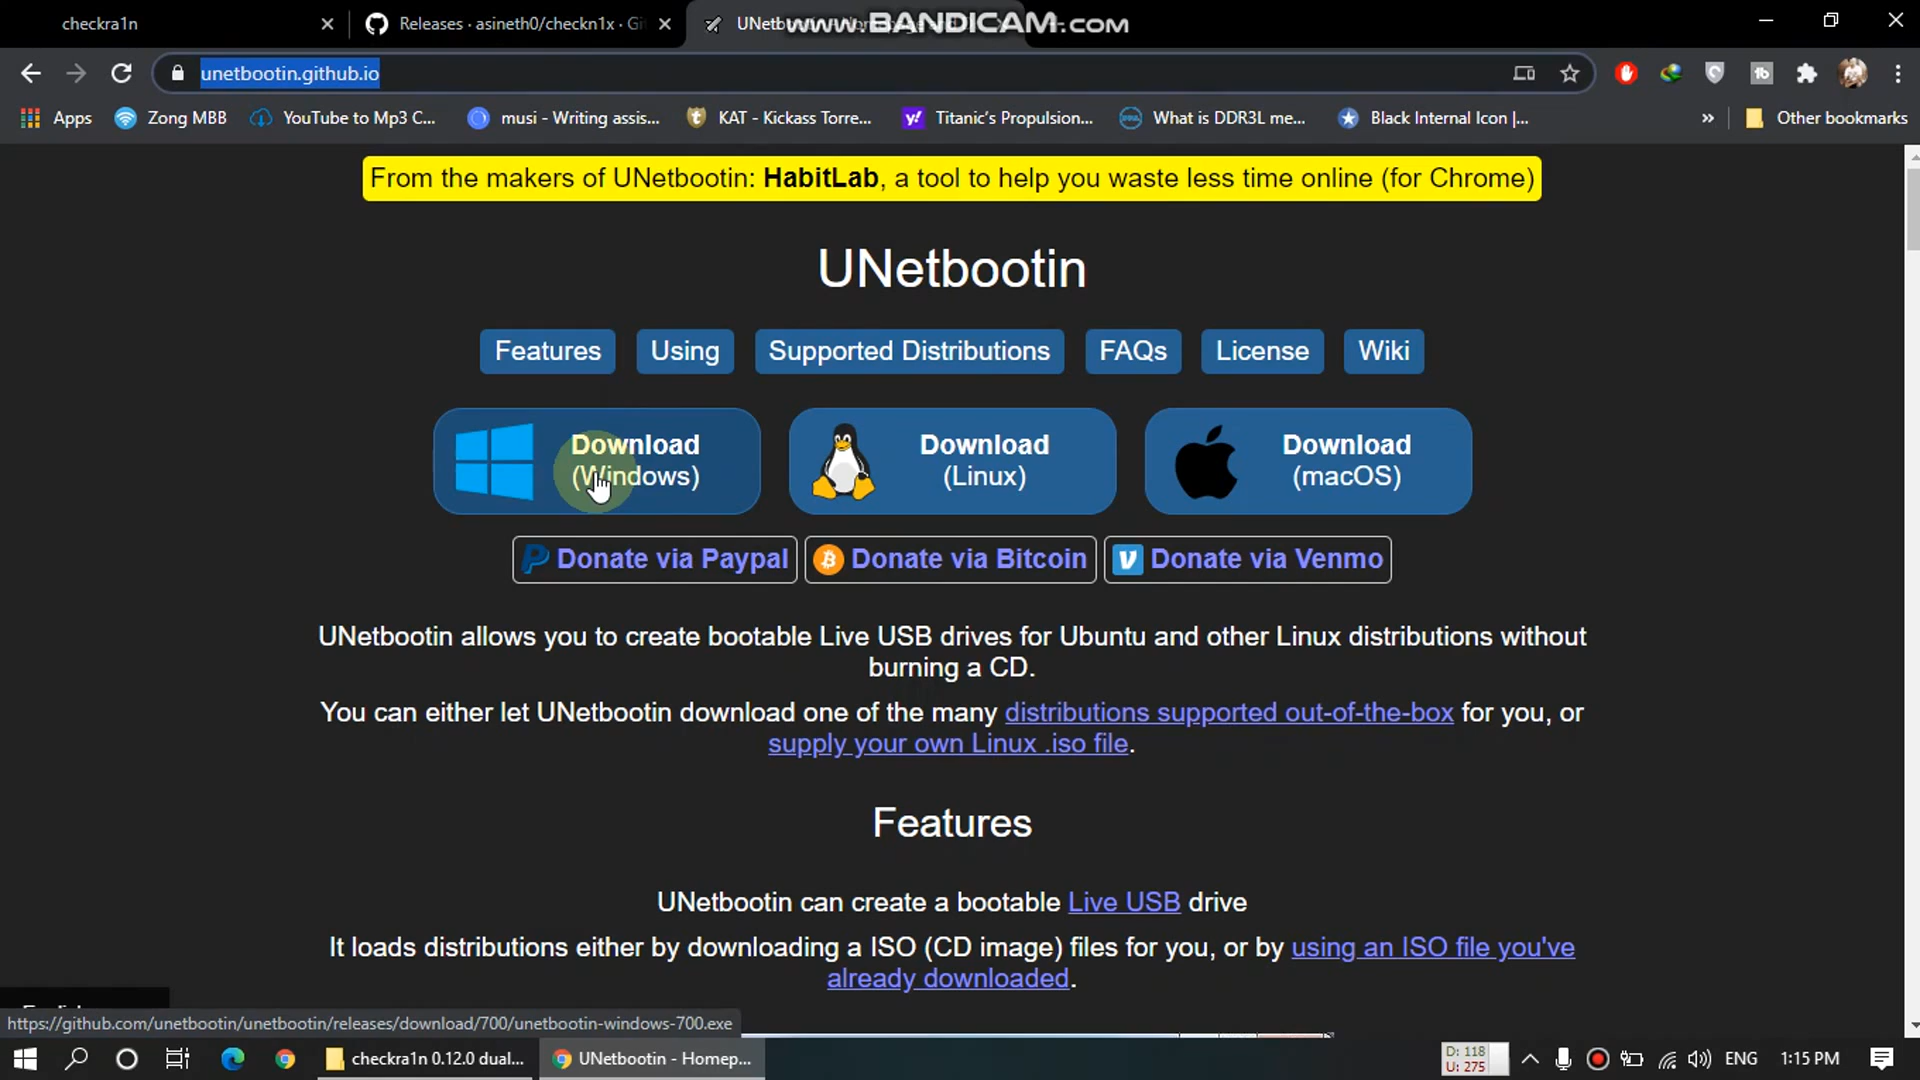 checkra1n
Releases · asineth0/checkn1x · Gi
www.BANDICAM.com
unetbootin.github.io
Apps
Zong MBB
YouTube to Mp3 C...
musi - Writing assis...
KAT - Kickass Torre...
Titanic's Propulsion...
What is DDR3L me...
Black Internal Icon |...
»
Other bookmarks
From the makers of UNetbootin: HabitLab, a tool to help you waste less time online (for Chrome)
UNetbootin
Features
Using
Supported Distributions
FAQs
License
Wiki
Download
(Windows)
Download
(Linux)
Download
(macOS)
Donate via Paypal
Donate via Bitcoin
Donate via Venmo
UNetbootin allows you to create bootable Live USB drives for Ubuntu and other Linux distributions without
burning a CD.
You can either let UNetbootin download one of the many distributions supported out-of-the-box for you, or
supply your own Linux .iso file.
Features
UNetbootin can create a bootable Live USB drive
It loads distributions either by downloading a ISO (CD image) files for you, or by using an ISO file you've
already downloaded.
https://github.com/unetbootin/unetbootin/releases/download/700/unetbootin-windows-700.exe
checkra1n 0.12.0 dual...
UNetbootin - Homep...
D: 118
U: 275
ENG
1:15 PM